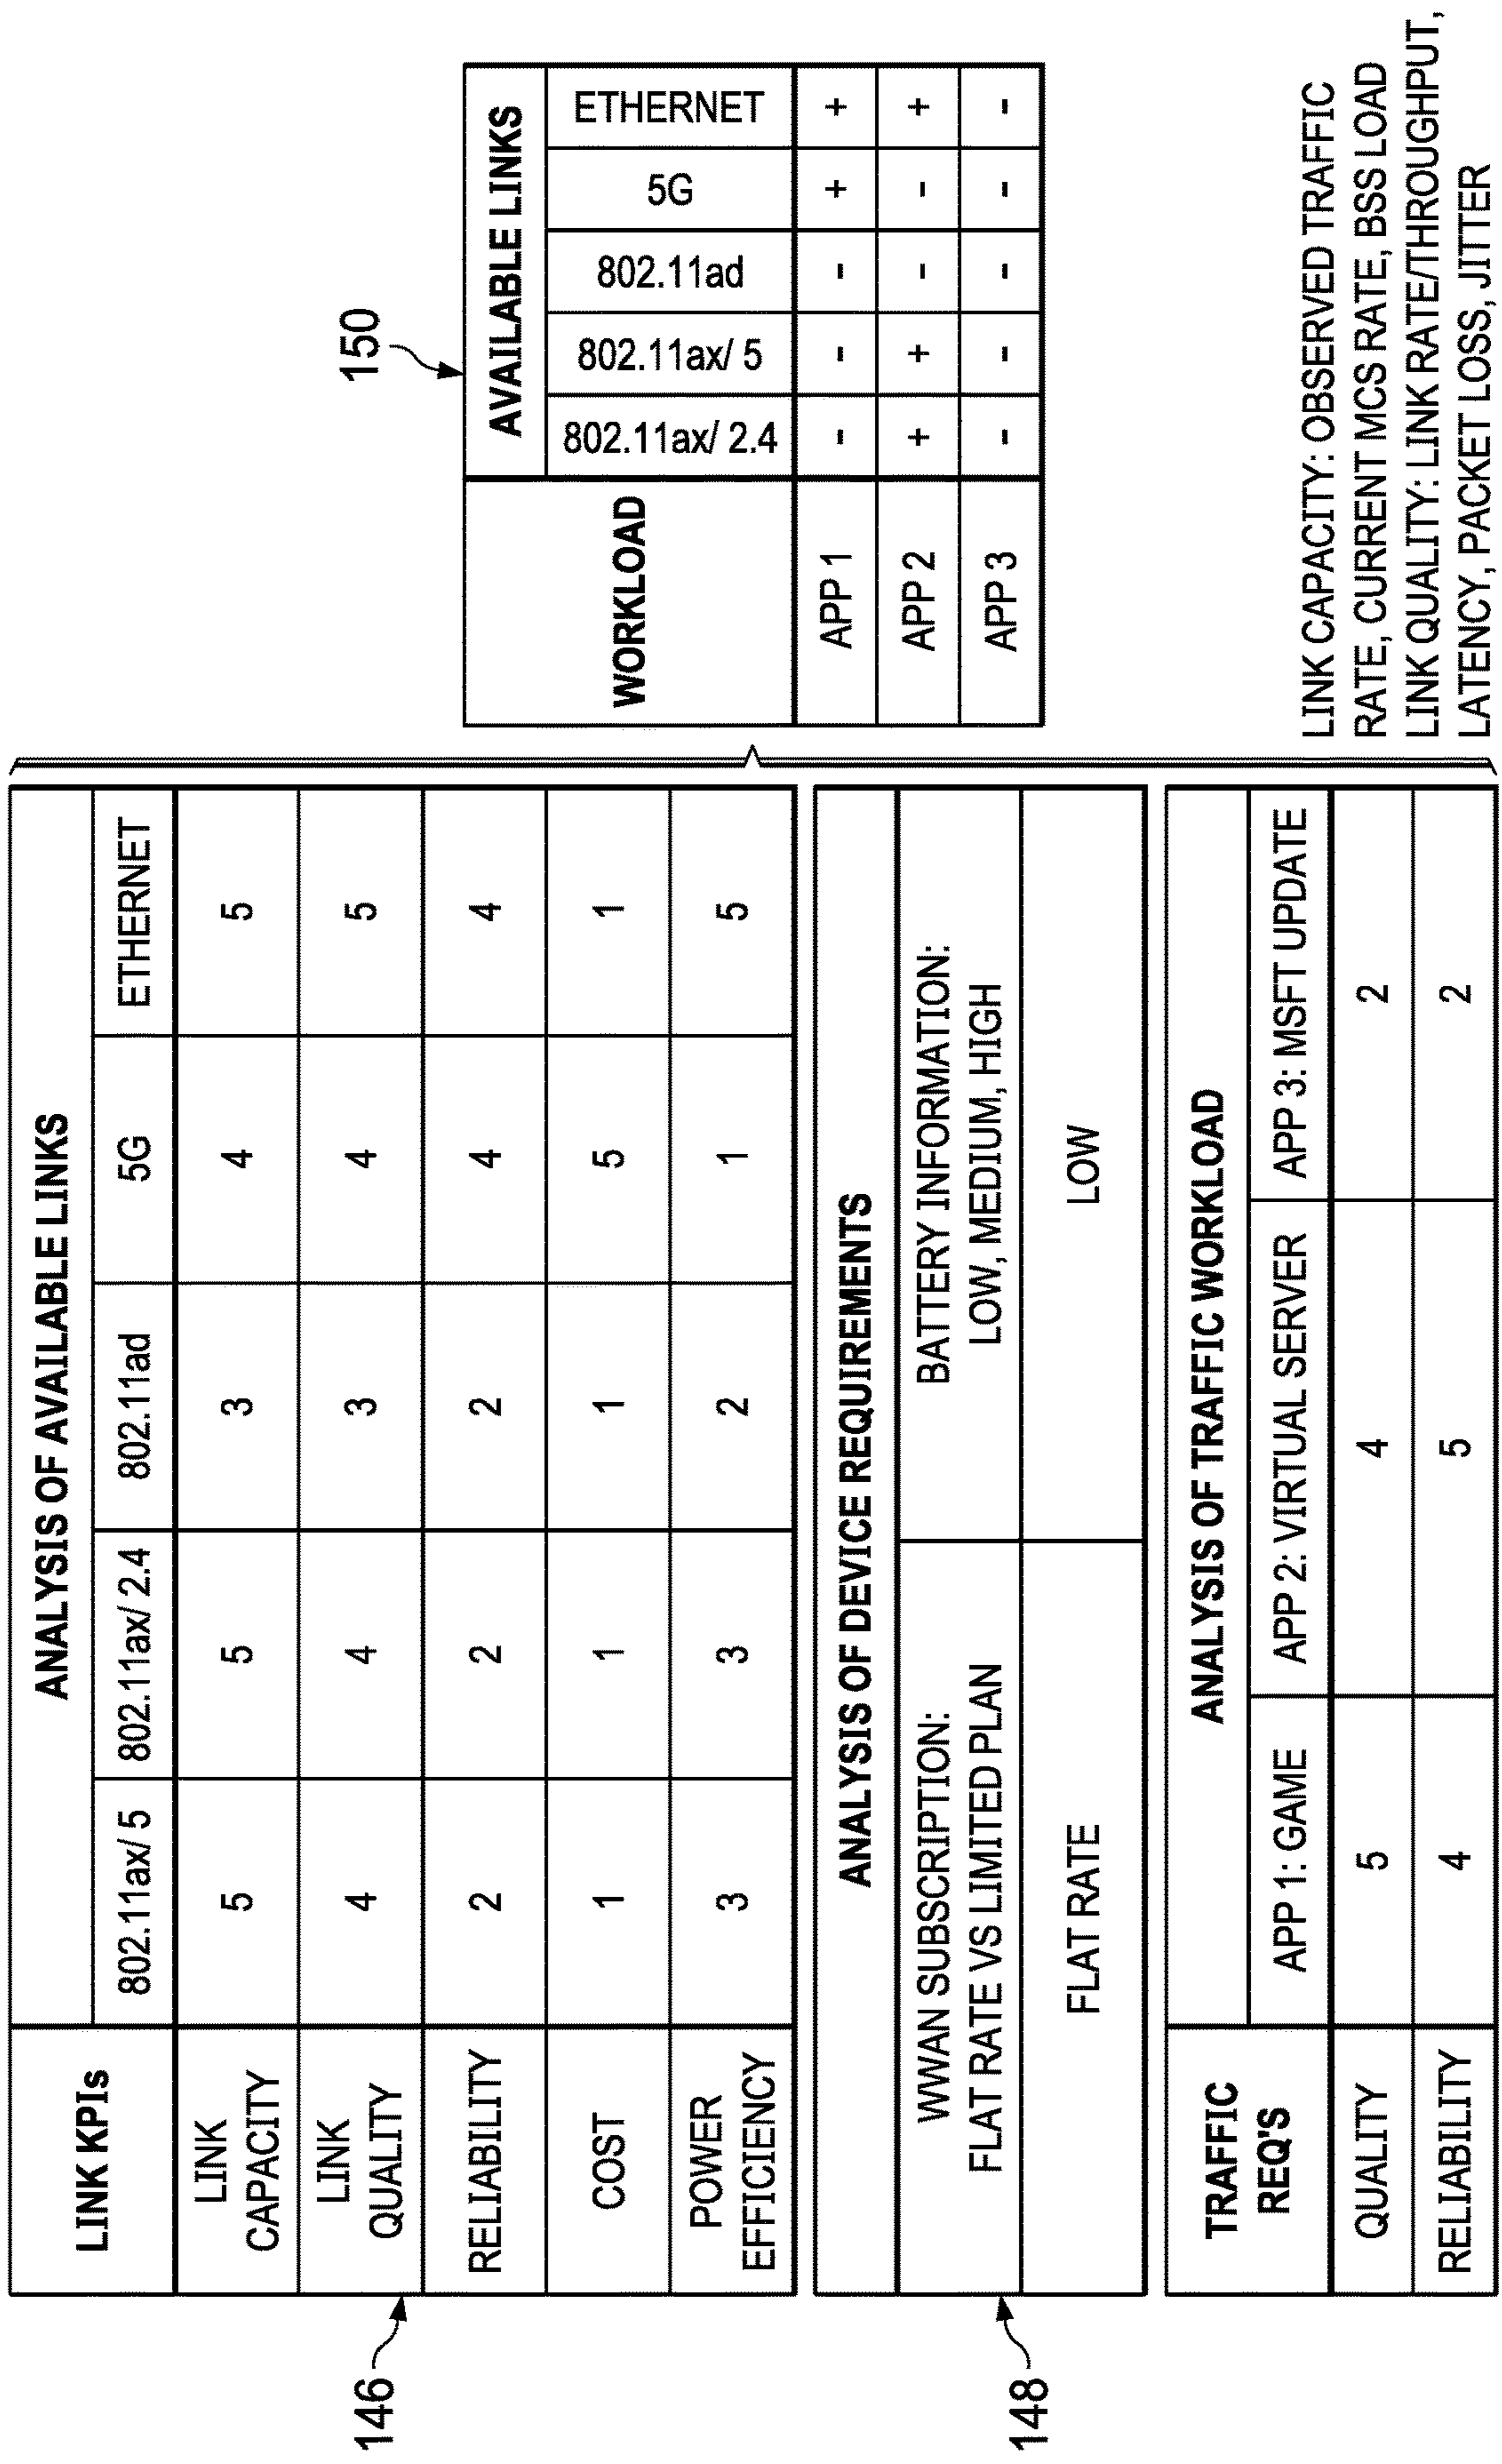 146
LINK KPIs
ANALYSIS OF AVAILABLE LINKS
802.11ax/ 5
802.11ax/ 2.4
802.11ad
5G
ETHERNET
LINK
CAPACITY
5
5
3
4
5
LINK
QUALITY
4
4
3
4
5
RELIABILITY
2
2
2
4
4
COST
1
1
1
5
1
POWER
EFFICIENCY
3
3
2
1
5
148
ANALYSIS OF DEVICE REQUIREMENTS
WWAN SUBSCRIPTION:
FLAT RATE VS LIMITED PLAN
BATTERY INFORMATION:
LOW, MEDIUM, HIGH
FLAT RATE
LOW
TRAFFIC
REQ'S
ANALYSIS OF TRAFFIC WORKLOAD
APP 1: GAME
APP 2: VIRTUAL SERVER
APP 3: MSFT UPDATE
QUALITY
5
4
2
RELIABILITY
4
5
2
150
WORKLOAD
AVAILABLE LINKS
802.11ax/ 2.4
802.11ax/ 5
802.11ad
5G
ETHERNET
APP 1
-
-
-
+
+
APP 2
+
+
-
-
+
APP 3
-
-
-
-
-
LINK CAPACITY: OBSERVED TRAFFIC
RATE, CURRENT MCS RATE, BSS LOAD
LINK QUALITY: LINK RATE/THROUGHPUT,
LATENCY, PACKET LOSS, JITTER